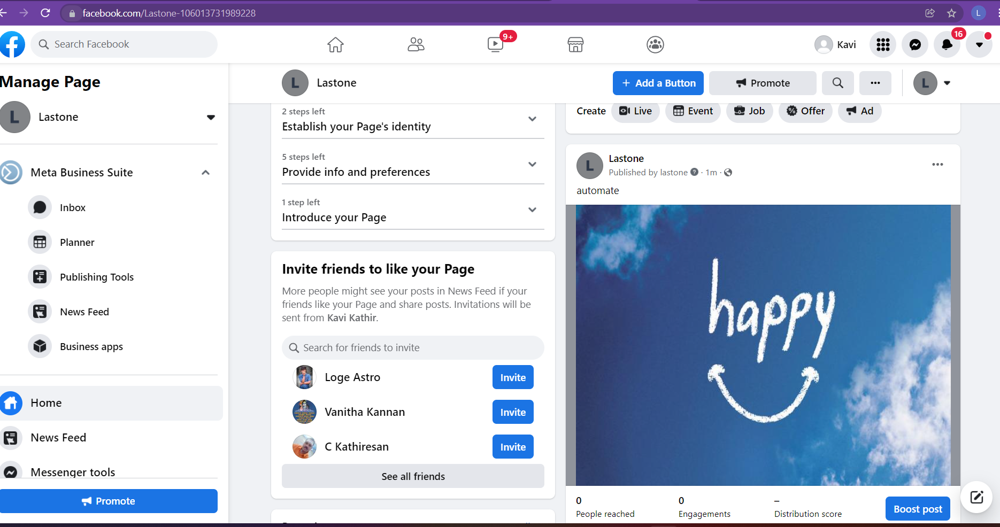 facebook.com/Lastone-106013731989228
L
Search Facebook
9+
Kavi
16
Manage Page
L
Lastone
Meta Business Suite
Inbox
Planner
Publishing Tools
News Feed
Business apps
Home
News Feed
Messenger tools
Promote
L
Lastone
+ Add a Button
Promote
L
2 steps left
Establish your Page's identity
5 steps left
Provide info and preferences
1 step left
Introduce your Page
Invite friends to like your Page
More people might see your posts in News Feed if your
friends like your Page and share posts. Invitations will be
sent from Kavi Kathir.
Search for friends to invite
Loge Astro
Invite
Vanitha Kannan
Invite
C Kathiresan
Invite
See all friends
Create
Live
Event
Job
Offer
Ad
L
Lastone
Published by lastone · 1m ·
automate
happy
0
People reached
0
Engagements
–
Distribution score
Boost post